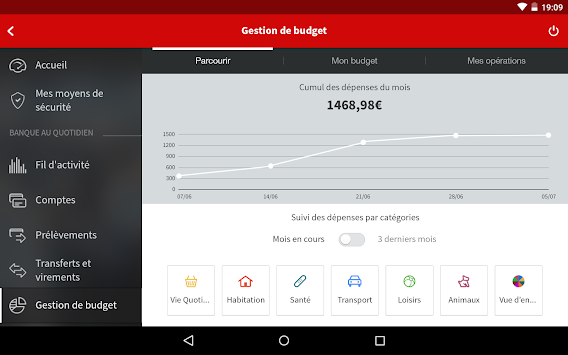 19:09
Gestion de budget
Accueil
Mes moyens de
sécurité
BANQUE AU QUOTIDIEN
Fil d'activité
Comptes
Prélèvements
Transferts et
virements
Gestion de budget
Parcourir
Mon budget
Mes opérations
Cumul des dépenses du mois
1468,98€
1500
1200
900
600
300
0
07/06
14/06
21/06
28/06
05/07
Suivi des dépenses par catégories
Mois en cours
3 derniers mois
Vie Quoti...
Habitation
Santé
Transport
Loisirs
Animaux
Vue d'en...